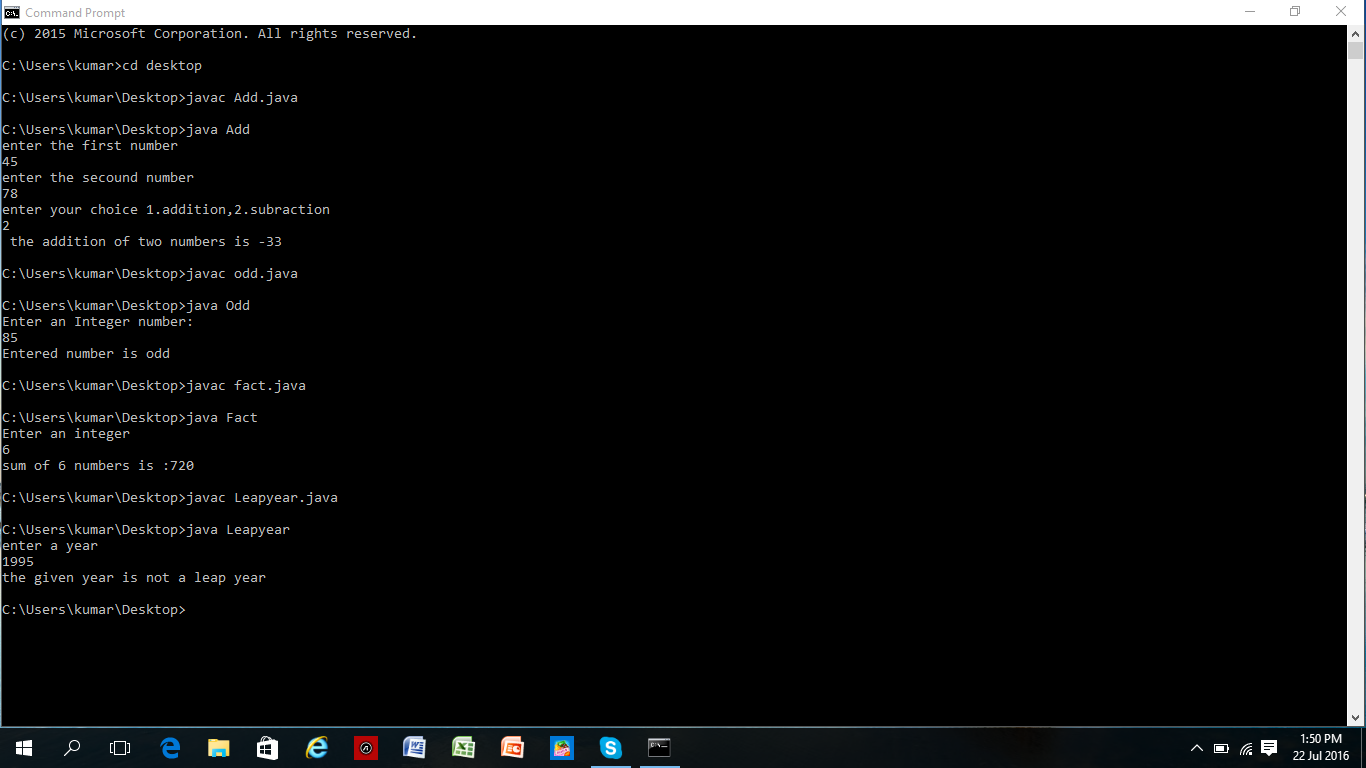 Command Prompt
(c) 2015 Microsoft Corporation. All rights reserved.
C:\Users\kumar>cd desktop
C:\Users\kumar\Desktop>javac Add.java
C:\Users\kumar\Desktop>java Add
enter the first number
45
enter the secound number
78
enter your choice 1.addition,2.subraction
2
the addition of two numbers is -33
C:\Users\kumar\Desktop>javac odd.java
C:\Users\kumar\Desktop>java Odd
Enter an Integer number:
85
Entered number is odd
C:\Users\kumar\Desktop>javac fact.java
C:\Users\kumar\Desktop>java Fact
Enter an integer
6
sum of 6 numbers is :720
C:\Users\kumar\Desktop>javac Leapyear.java
C:\Users\kumar\Desktop>java Leapyear
enter a year
1995
the given year is not a leap year
C:\Users\kumar\Desktop>
1:50 PM
22 Jul 2016